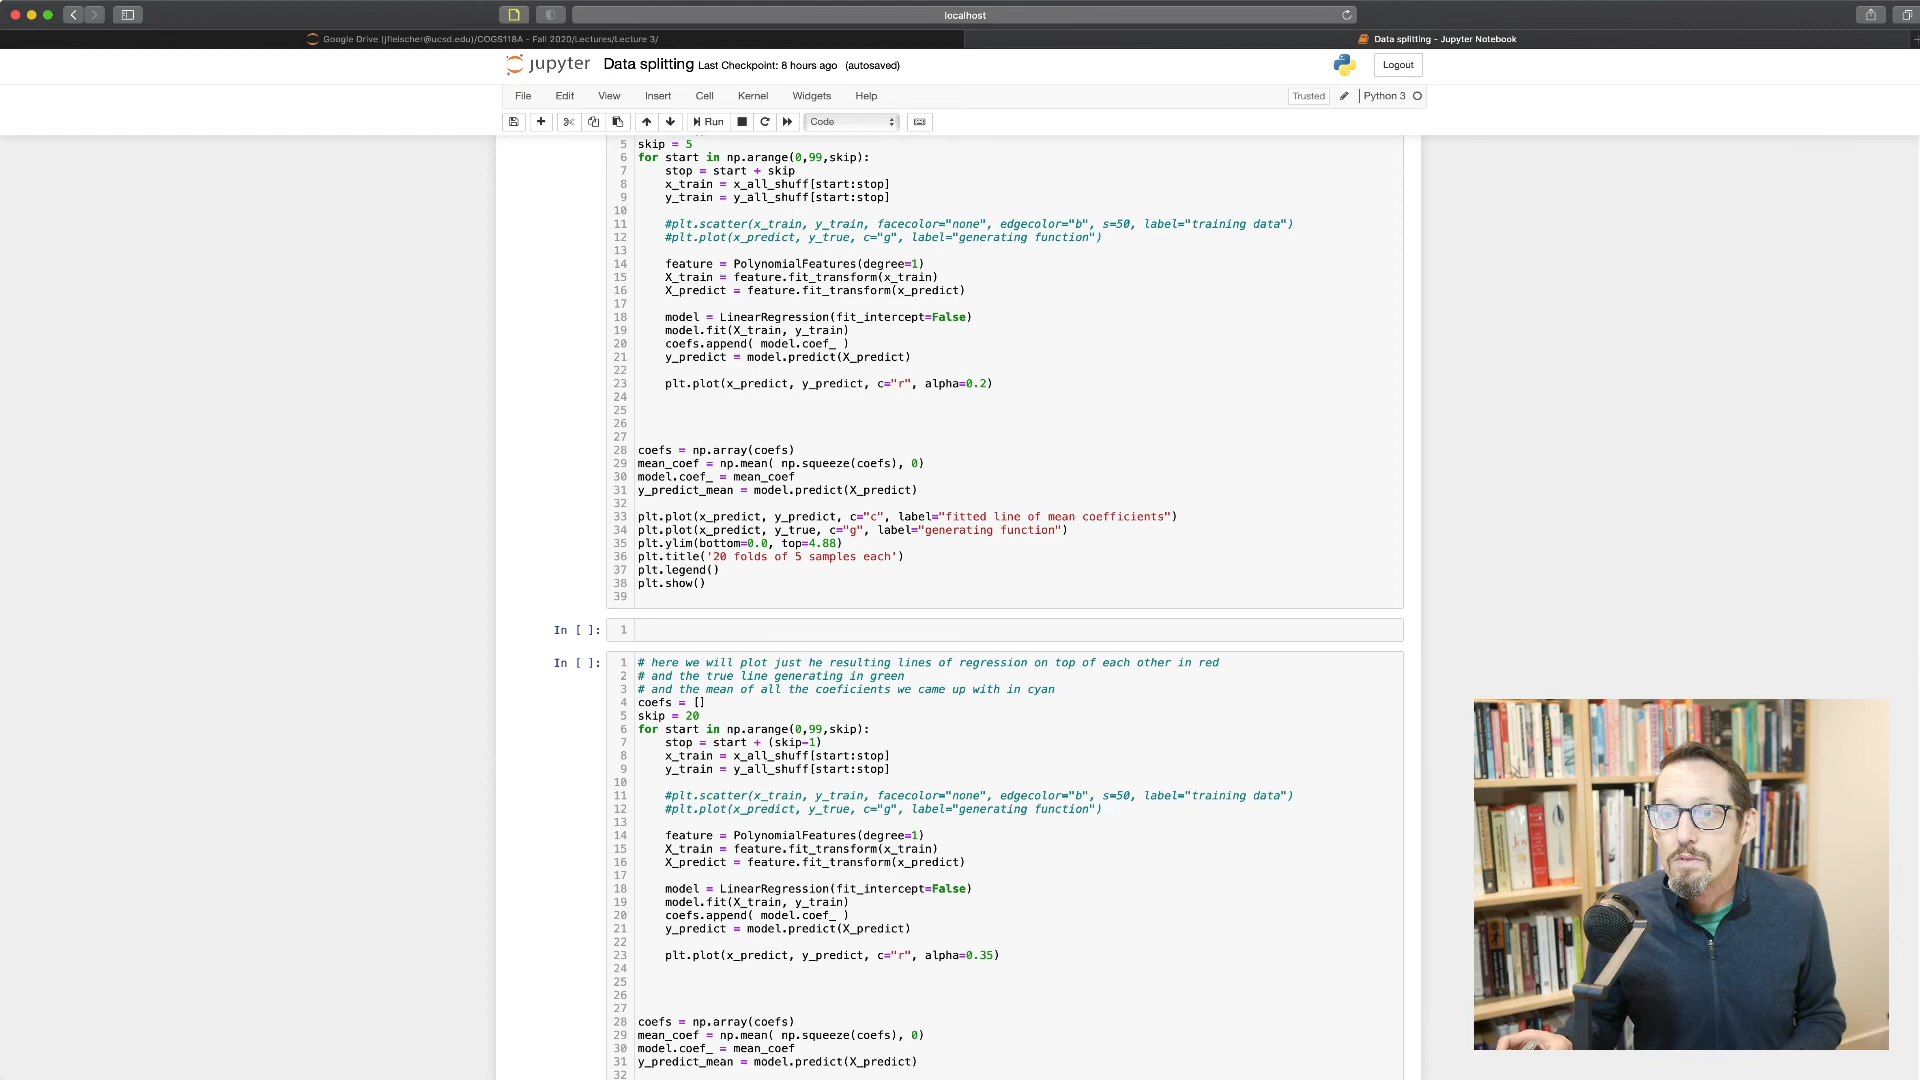 localhost
Google Drive (jfleischer@ucsd.edu)/COGS118A - Fall 2020/Lectures/Lecture 3/
Data splitting - Jupyter Notebook
jupyter Data splitting Last Checkpoint: 8 hours ago (autosaved)
Logout
File Edit View Insert Cell Kernel Widgets Help
Trusted
Python 3
Run
Code
5 skip = 5
6 for start in np.arange(0,99,skip):
7 stop = start + skip
8 x_train = x_all_shuff[start:stop]
9 y_train = y_all_shuff[start:stop]
10
11 #plt.scatter(x_train, y_train, facecolor="none", edgecolor="b", s=50, label="training data")
12 #plt.plot(x_predict, y_true, c="g", label="generating function")
13
14 feature = PolynomialFeatures(degree=1)
15 X_train = feature.fit_transform(x_train)
16 X_predict = feature.fit_transform(x_predict)
17
18 model = LinearRegression(fit_intercept=False)
19 model.fit(X_train, y_train)
20 coefs.append( model.coef_ )
21 y_predict = model.predict(X_predict)
22
23 plt.plot(x_predict, y_predict, c="r", alpha=0.2)
24
25
26
27
28 coefs = np.array(coefs)
29 mean_coef = np.mean( np.squeeze(coefs), 0)
30 model.coef_ = mean_coef
31 y_predict_mean = model.predict(X_predict)
32
33 plt.plot(x_predict, y_predict, c="c", label="fitted line of mean coefficients")
34 plt.plot(x_predict, y_true, c="g", label="generating function")
35 plt.ylim(bottom=0.0, top=4.88)
36 plt.title('20 folds of 5 samples each')
37 plt.legend()
38 plt.show()
39
In [ ]: 1
In [ ]: 1 # here we will plot just he resulting lines of regression on top of each other in red
2 # and the true line generating in green
3 # and the mean of all the coeficients we came up with in cyan
4 coefs = []
5 skip = 20
6 for start in np.arange(0,99,skip):
7 stop = start + (skip-1)
8 x_train = x_all_shuff[start:stop]
9 y_train = y_all_shuff[start:stop]
10
11 #plt.scatter(x_train, y_train, facecolor="none", edgecolor="b", s=50, label="training data")
12 #plt.plot(x_predict, y_true, c="g", label="generating function")
13
14 feature = PolynomialFeatures(degree=1)
15 X_train = feature.fit_transform(x_train)
16 X_predict = feature.fit_transform(x_predict)
17
18 model = LinearRegression(fit_intercept=False)
19 model.fit(X_train, y_train)
20 coefs.append( model.coef_ )
21 y_predict = model.predict(X_predict)
22
23 plt.plot(x_predict, y_predict, c="r", alpha=0.35)
24
25
26
27
28 coefs = np.array(coefs)
29 mean_coef = np.mean( np.squeeze(coefs), 0)
30 model.coef_ = mean_coef
31 y_predict_mean = model.predict(X_predict)
32